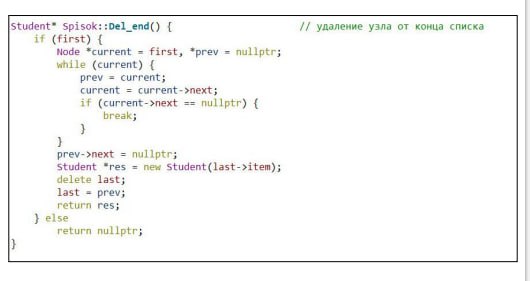 Student* Spisok::Del_end() { // удаление узла от конца списка
if (first) {
Node *current = first, *prev = nullptr;
while (current) {
prev = current;
current = current->next;
if (current->next == nullptr) {
break;
}
}
prev->next = nullptr;
Student *res = new Student(last->item);
delete last;
last = prev;
return res;
} else
return nullptr;
}